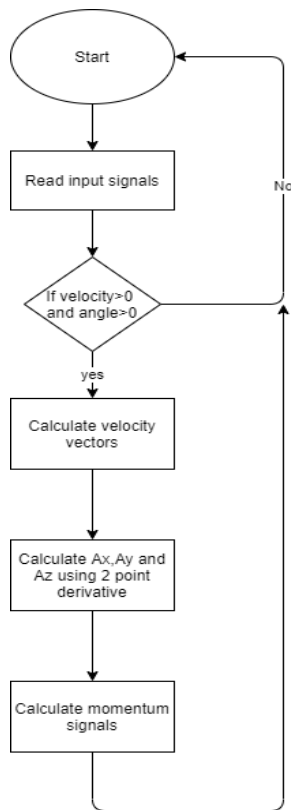 Start
Read input signals
No
If velocity>0
and angle>0
yes
Calculate velocity
vectors
Calculate Ax,Ay and
Az using 2 point
derivative
Calculate momentum
signals